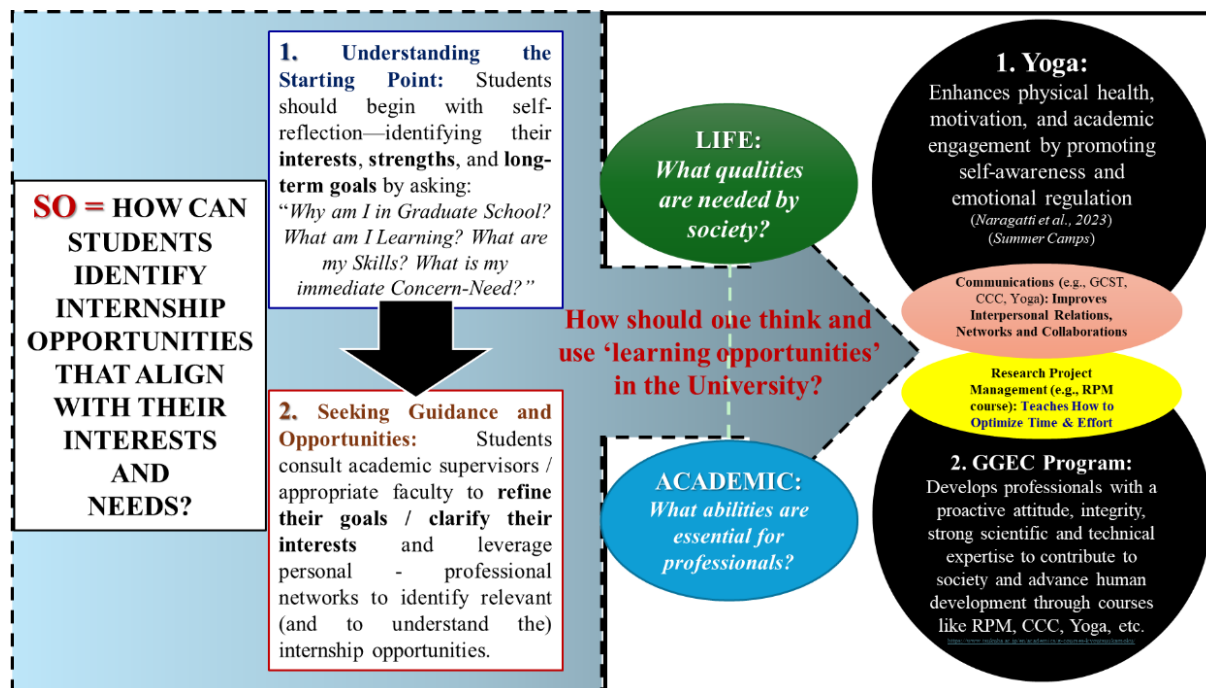 SO = HOW CAN
STUDENTS
IDENTIFY
INTERNSHIP
OPPORTUNITIES
THAT ALIGN
WITH THEIR
INTERESTS
AND
NEEDS?
1. Understanding the
Starting Point: Students
should begin with self-
reflection—identifying their
interests, strengths, and long-
term goals by asking:
“Why am I in Graduate School?
What am I Learning? What are
my Skills? What is my
immediate Concern-Need?”
2. Seeking Guidance and
Opportunities: Students
consult academic supervisors /
appropriate faculty to refine
their goals / clarify their
interests and leverage
personal - professional
networks to identify relevant
(and to understand the)
internship opportunities.
LIFE:
What qualities
are needed by
society?
How should one think and
use ‘learning opportunities’
in the University?
ACADEMIC:
What abilities are
essential for
professionals?
1. Yoga:
Enhances physical health,
motivation, and academic
engagement by promoting
self-awareness and
emotional regulation
(Naragatti et al., 2023)
(Summer Camps)
Communications (e.g., GCST,
CCC, Yoga): Improves
Interpersonal Relations,
Networks and Collaborations
Research Project
Management (e.g., RPM
course): Teaches How to
Optimize Time & Effort
2. GGEC Program:
Develops professionals with a
proactive attitude, integrity,
strong scientific and technical
expertise to contribute to
society and advance human
development through courses
like RPM, CCC, Yoga, etc.